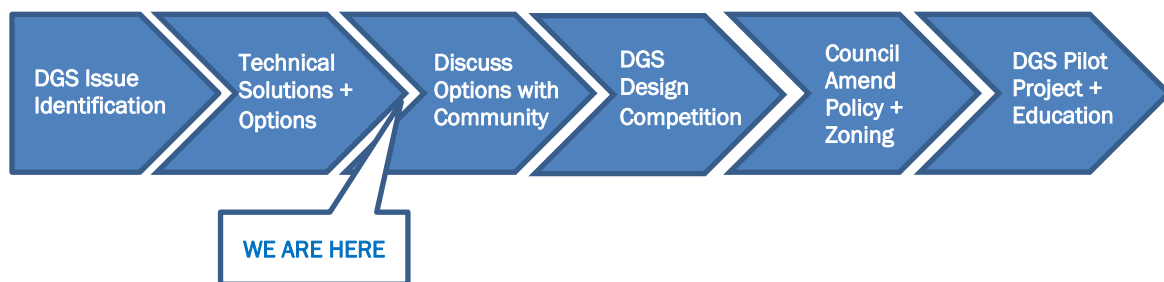 DGS Issue
Identification
Technical
Solutions +
Options
Discuss
Options with
Community
DGS
Design
Competition
Council
Amend
Policy +
Zoning
DGS Pilot
Project +
Education
WE ARE HERE